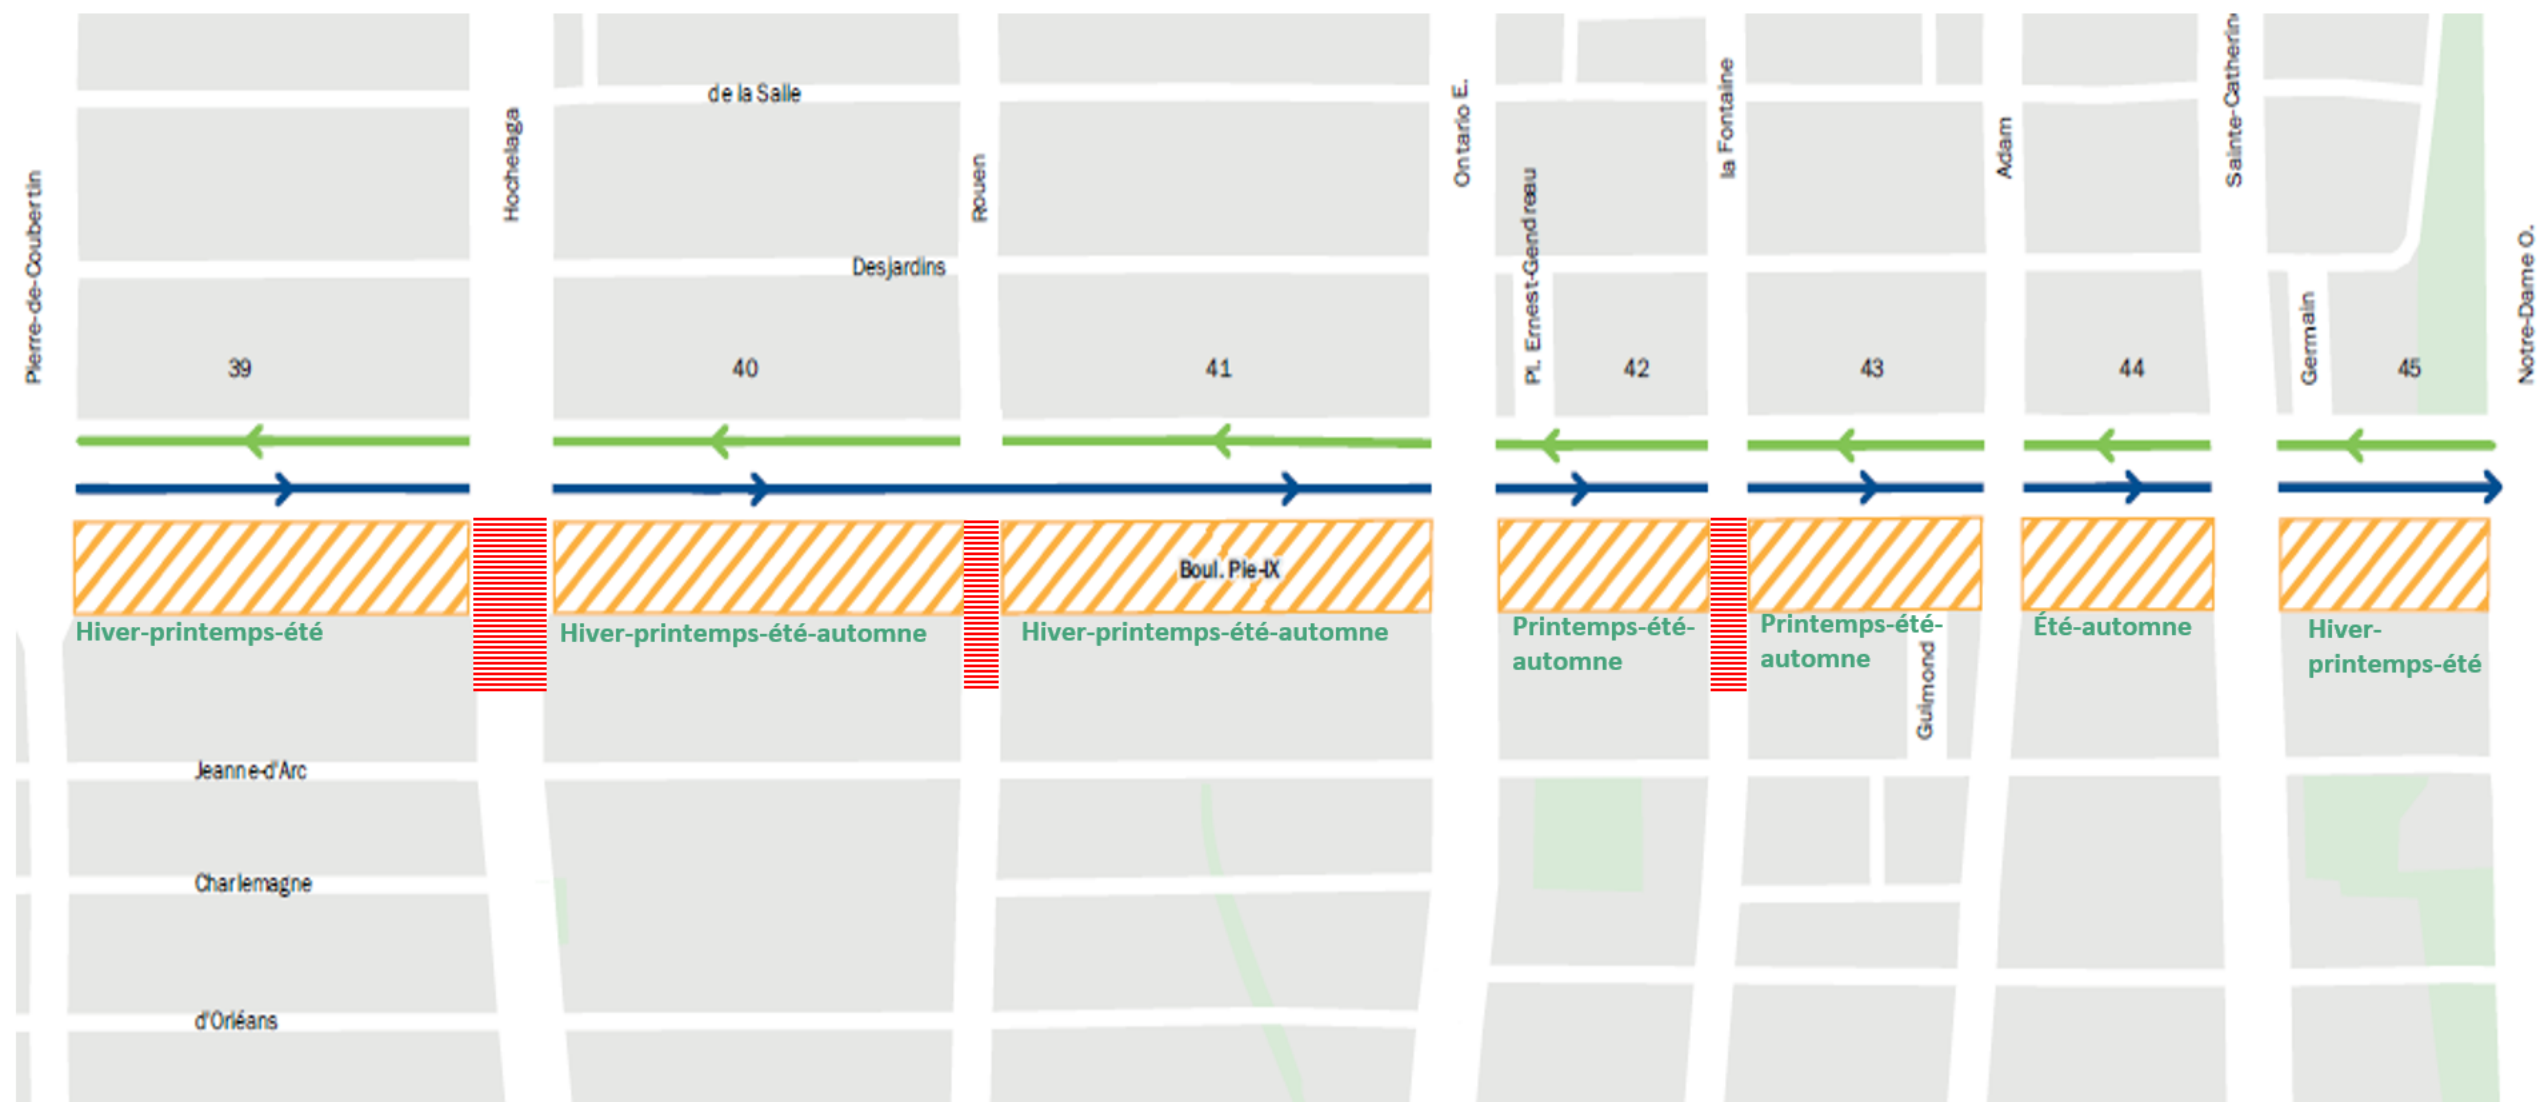 de la Salle
Pierre-de-Coubertin
Hochelaga
Rouen
Ontario E.
Pl. Ernest-Gendreau
la Fontaine
Adam
Sainte-Catherin
Germain
Notre-Dame O.
Desjardins
39
40
41
42
43
44
45
Boul. Pie-IX
Hiver-printemps-été
Hiver-printemps-été-automne
Hiver-printemps-été-automne
Printemps-été-
automne
Printemps-été-
automne
Été-automne
Hiver-
printemps-été
Guimond
Jeanne-d'Arc
Charlemagne
d'Orléans